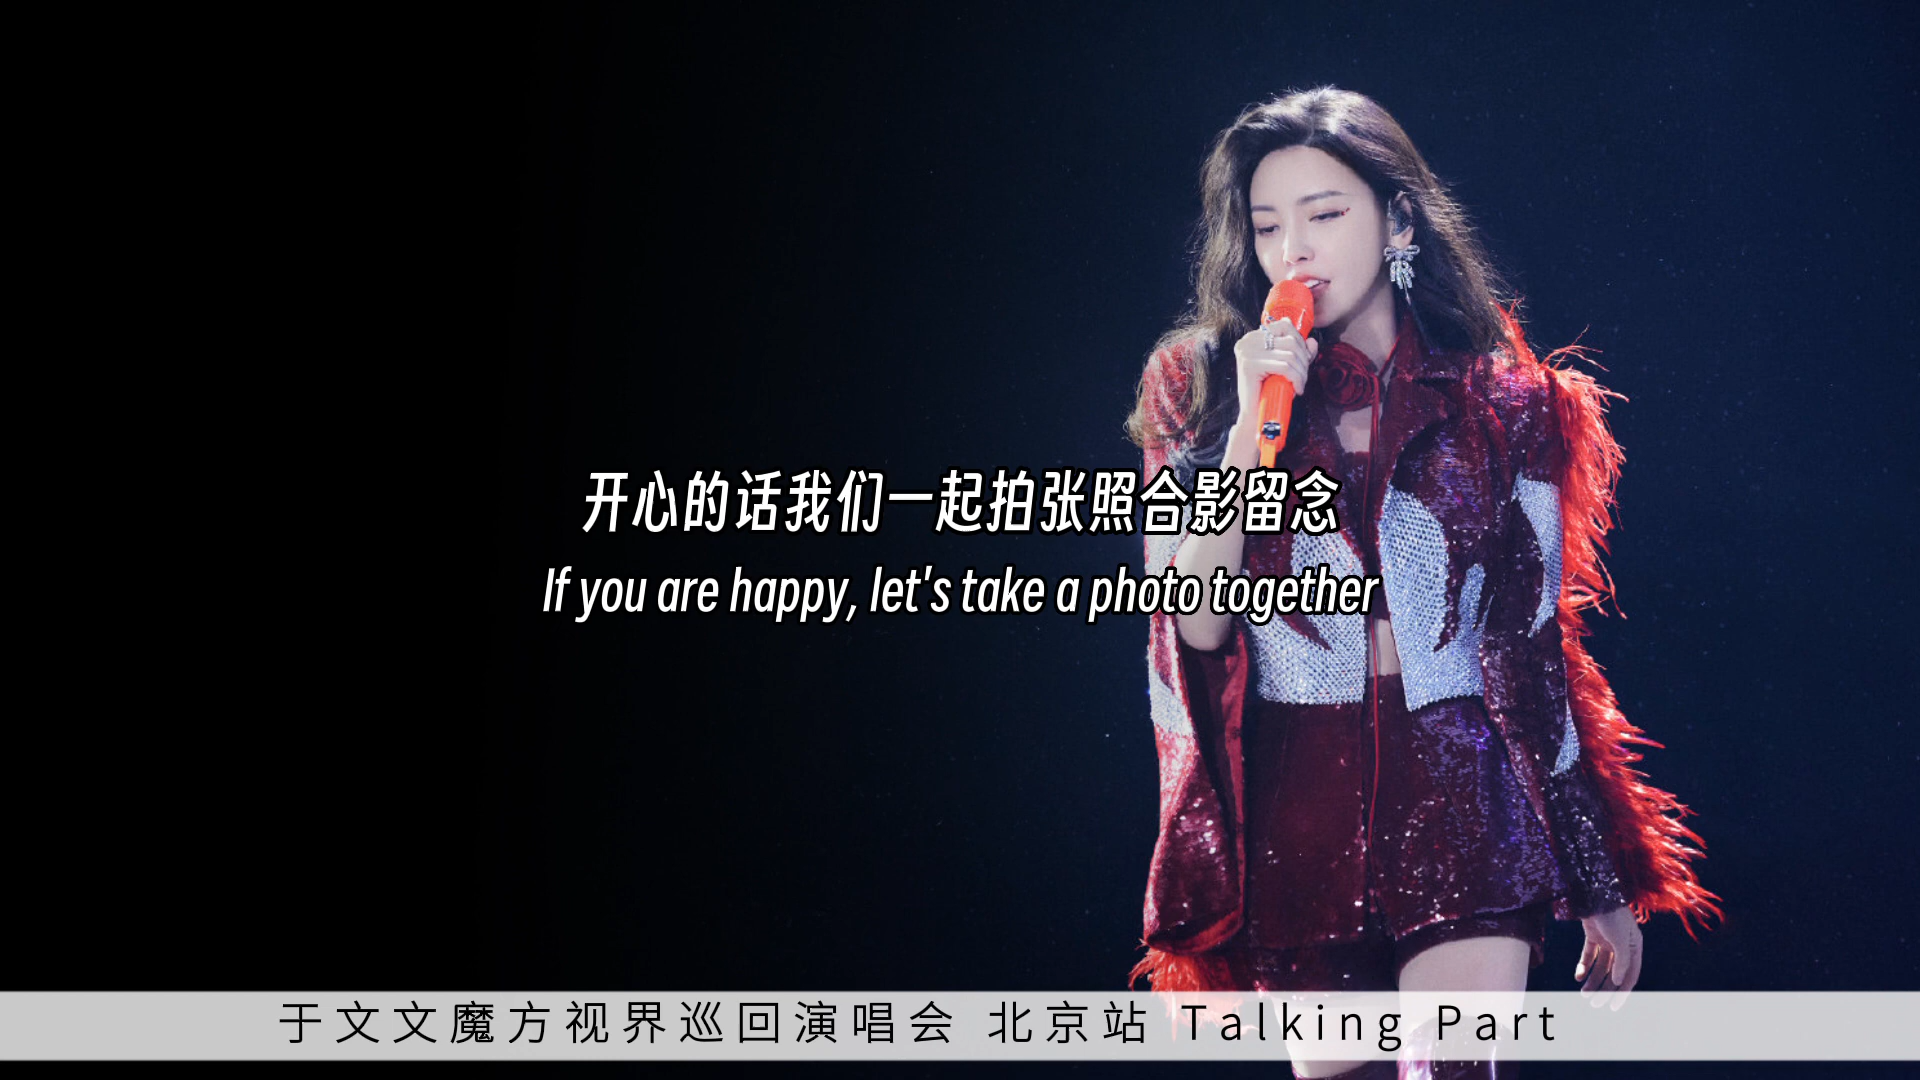 开心的话我们一起拍张照合影留念
If you are happy, let's take a photo together
于文文魔方视界巡回演唱会 北京站 Talking Part